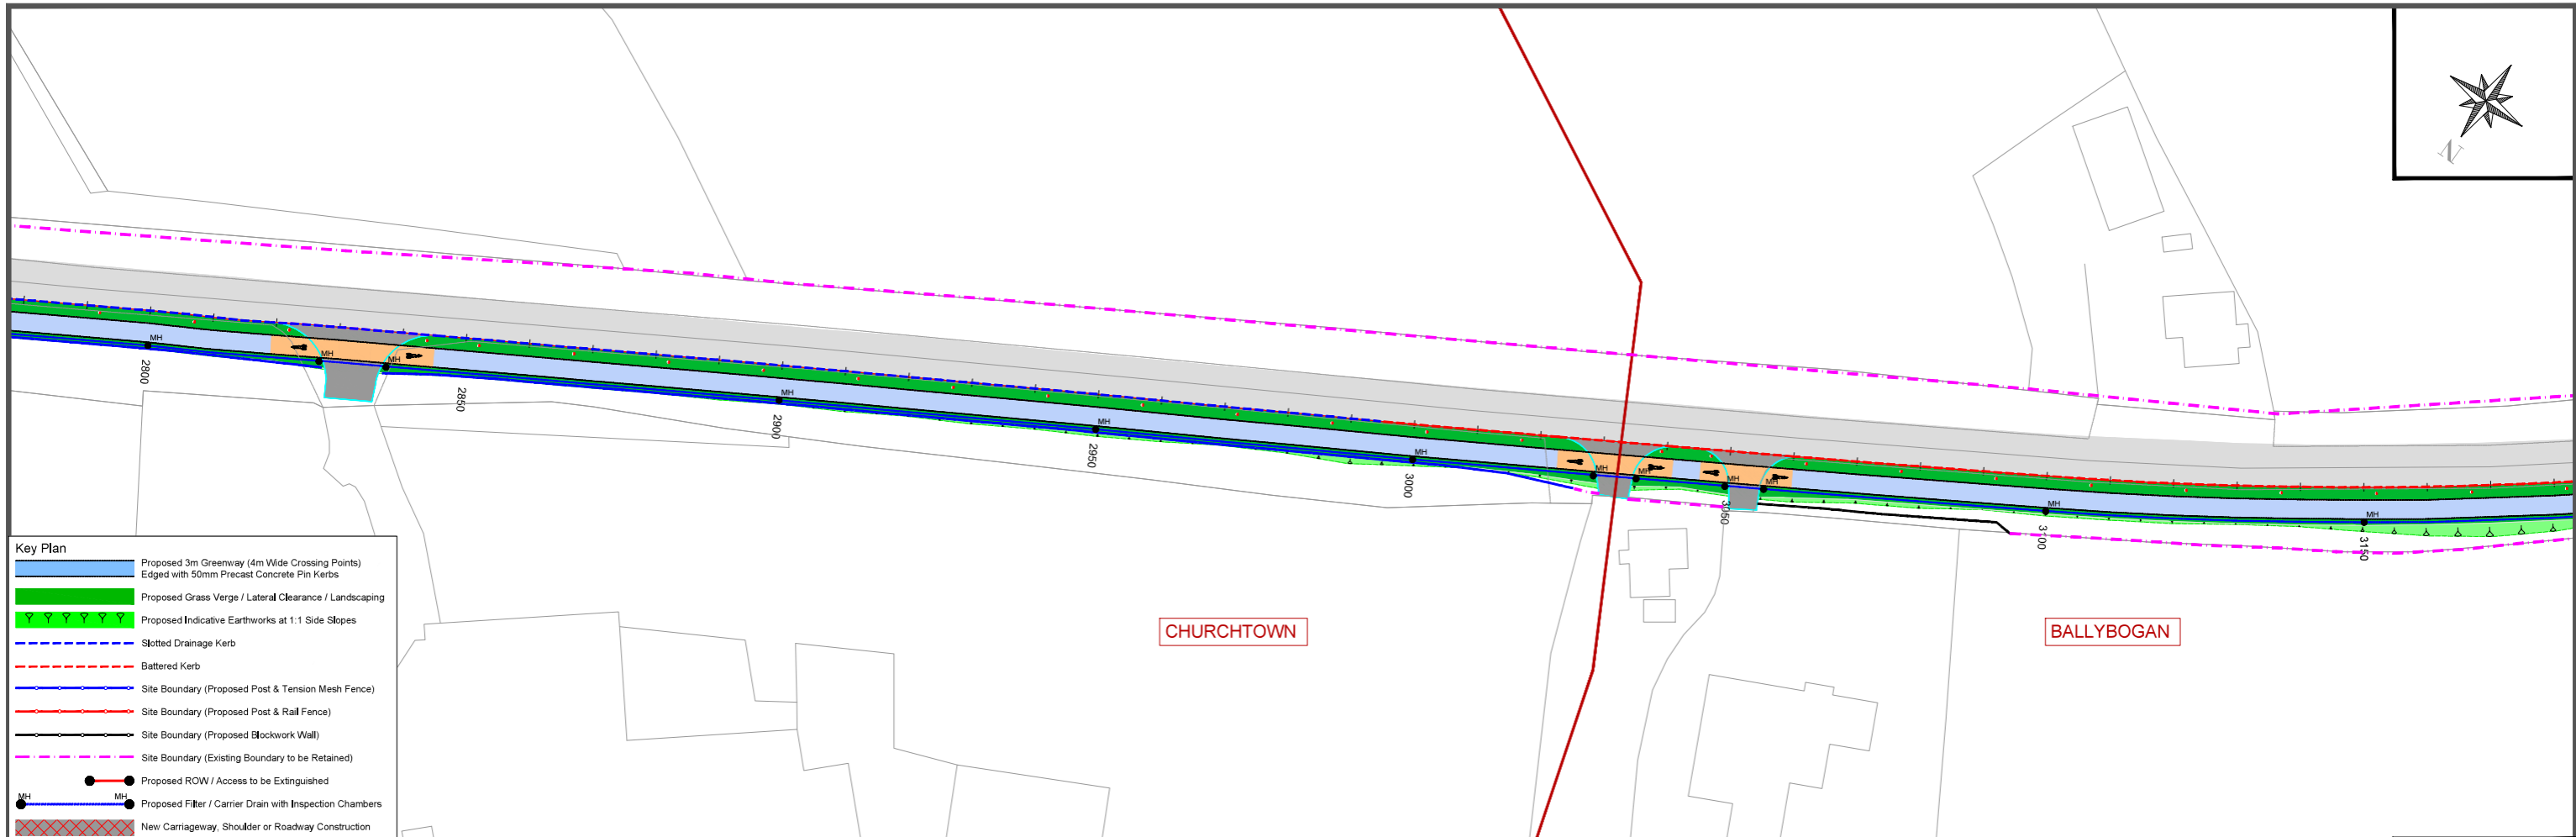 N
MH
MH
MH
MH
MH
MH
MH
MH
MH
MH
MH
MH
2800
2850
2900
2950
3000
3050
3100
3150
CHURCHTOWN
BALLYBOGAN
Key Plan
Proposed 3m Greenway (4m Wide Crossing Points)
Edged with 50mm Precast Concrete Pin Kerbs
Proposed Grass Verge / Lateral Clearance / Landscaping
Proposed Indicative Earthworks at 1:1 Side Slopes
Slotted Drainage Kerb
Battered Kerb
Site Boundary (Proposed Post & Tension Mesh Fence)
Site Boundary (Proposed Post & Rail Fence)
Site Boundary (Proposed Blockwork Wall)
Site Boundary (Existing Boundary to be Retained)
Proposed ROW / Access to be Extinguished
MH MH
Proposed Filter / Carrier Drain with Inspection Chambers
New Carriageway, Shoulder or Roadway Construction